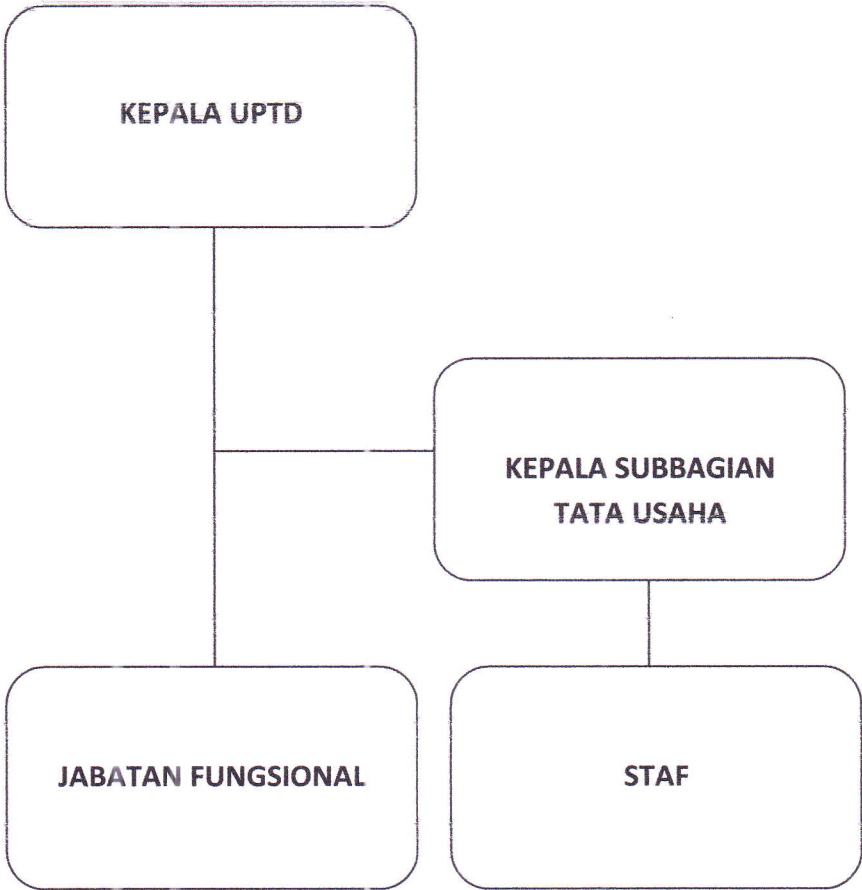 KEPALA UPTD
KEPALA SUBBAGIAN
TATA USAHA
JABATAN FUNGSIONAL
STAF